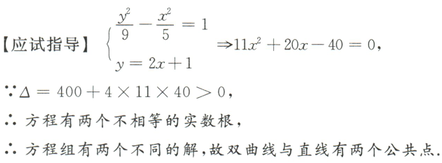 【应试指导】 { y²/9 - x²/5 = 1, y = 2x+1 ⇒11x²+20x-40=0,
∵Δ = 400+4×11×40>0,
∴ 方程有两个不相等的实数根,
∴ 方程组有两个不同的解,故双曲线与直线有两个公共点.